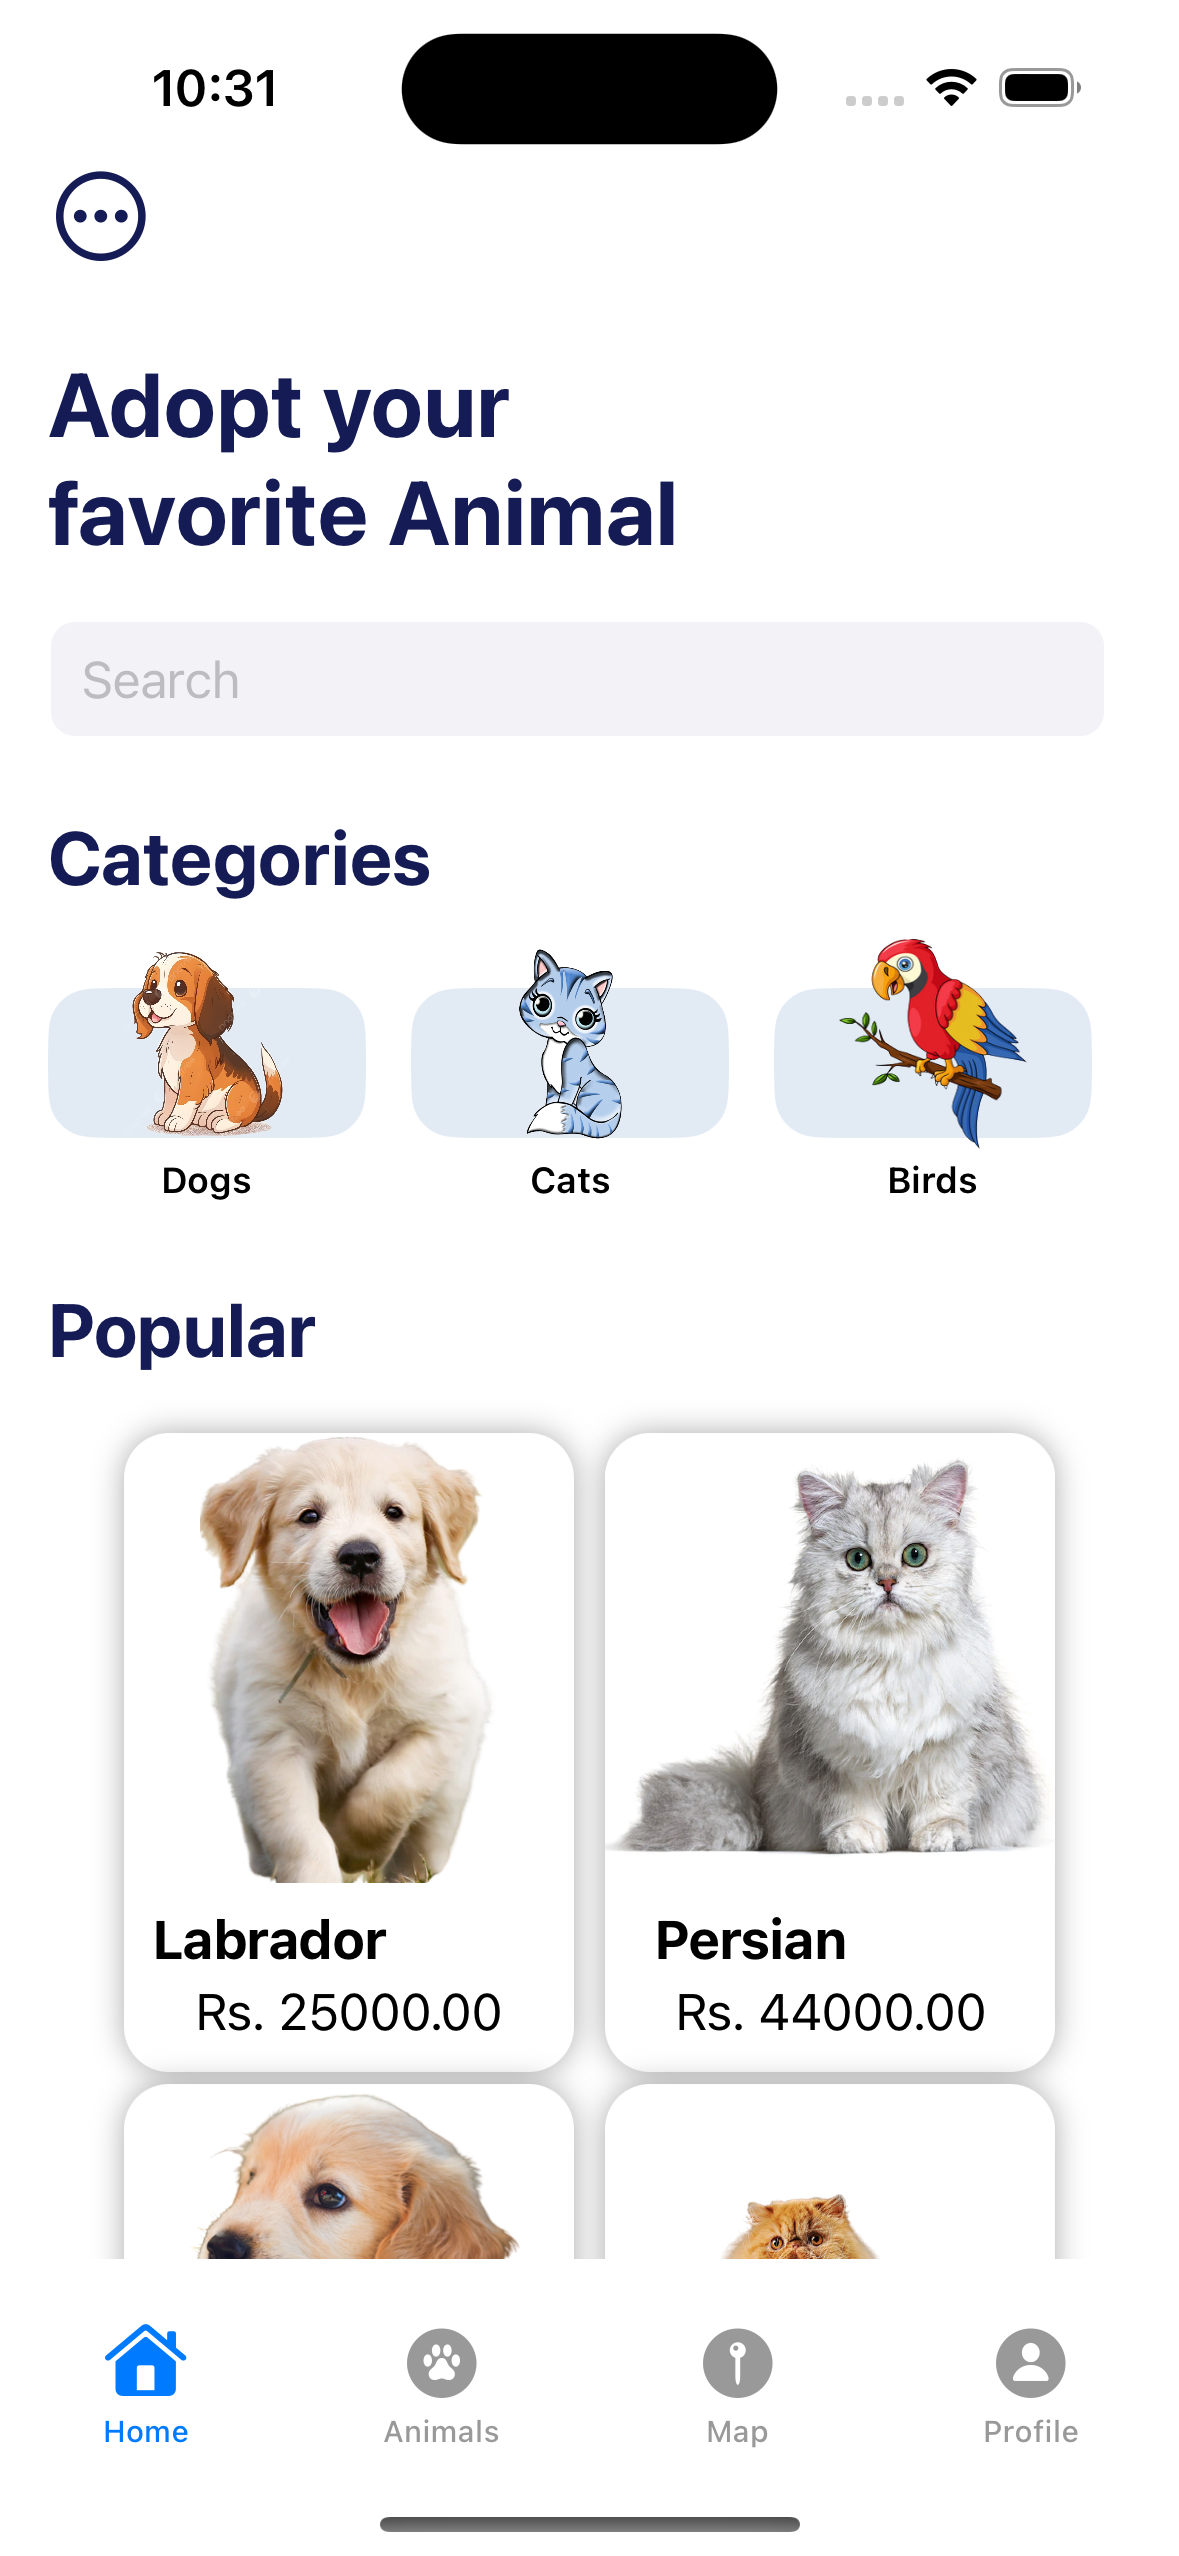 10:31
Adopt your
favorite Animal
Search
Categories
Dogs
Cats
Birds
Popular
Labrador
Rs. 25000.00
Persian
Rs. 44000.00
Home
Animals
Map
Profile